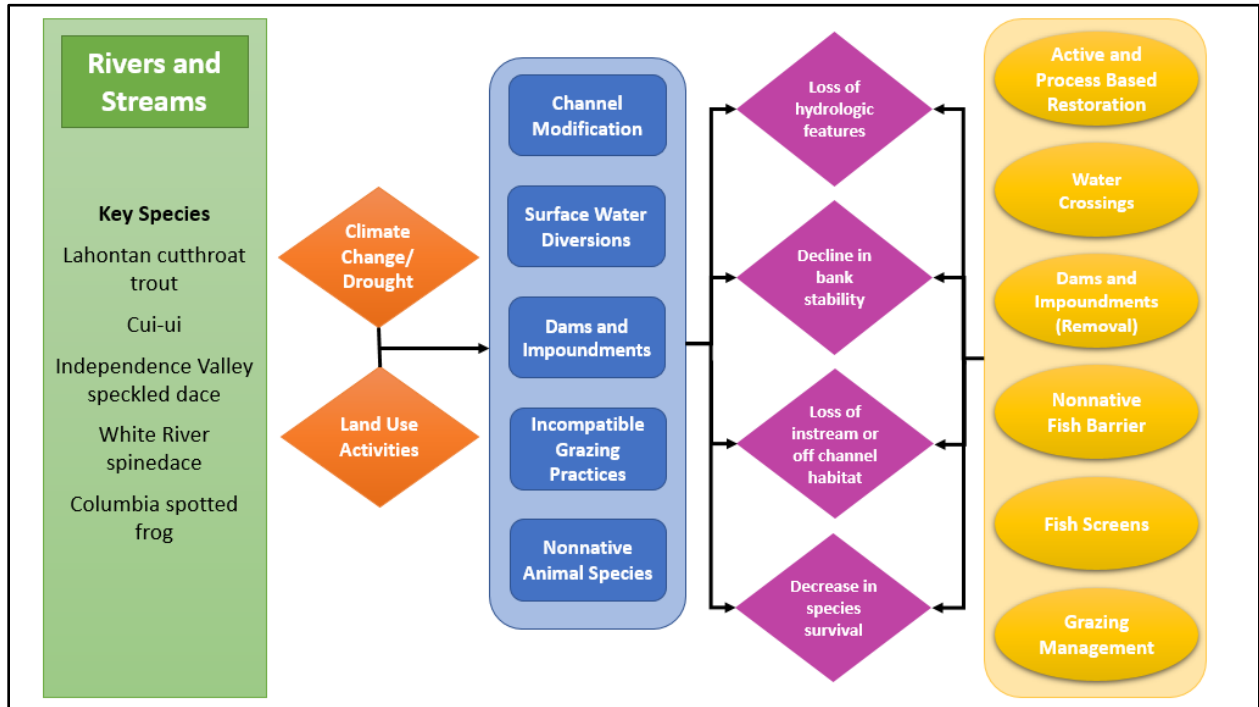 Rivers and
Streams
Key Species
Lahontan cutthroat
trout
Cui-ui
Independence Valley
speckled dace
White River
spinedace
Columbia spotted
frog
Climate
Change/
Drought
Land Use
Activities
Channel
Modification
Surface Water
Diversions
Dams and
Impoundments
Incompatible
Grazing
Practices
Nonnative
Animal Species
Loss of
hydrologic
features
Decline in
bank
stability
Loss of
instream or
off channel
habitat
Decrease in
species
survival
Active and
Process Based
Restoration
Water
Crossings
Dams and
Impoundments
(Removal)
Nonnative
Fish Barrier
Fish Screens
Grazing
Management